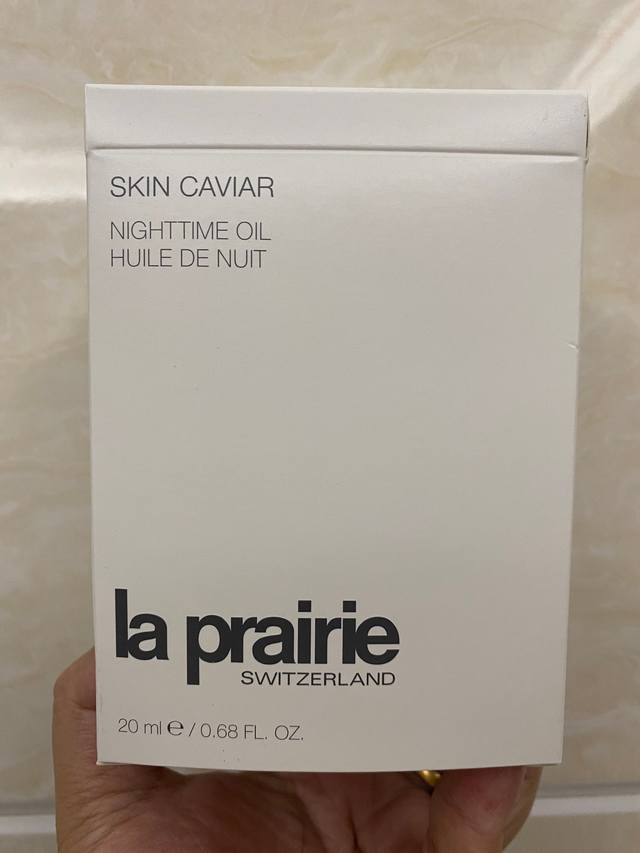 SKIN CAVIAR
NIGHTTIME OIL
HUILE DE NUIT
la prairie
SWITZERLAND
20 ml ℮ / 0.68 FL. OZ.